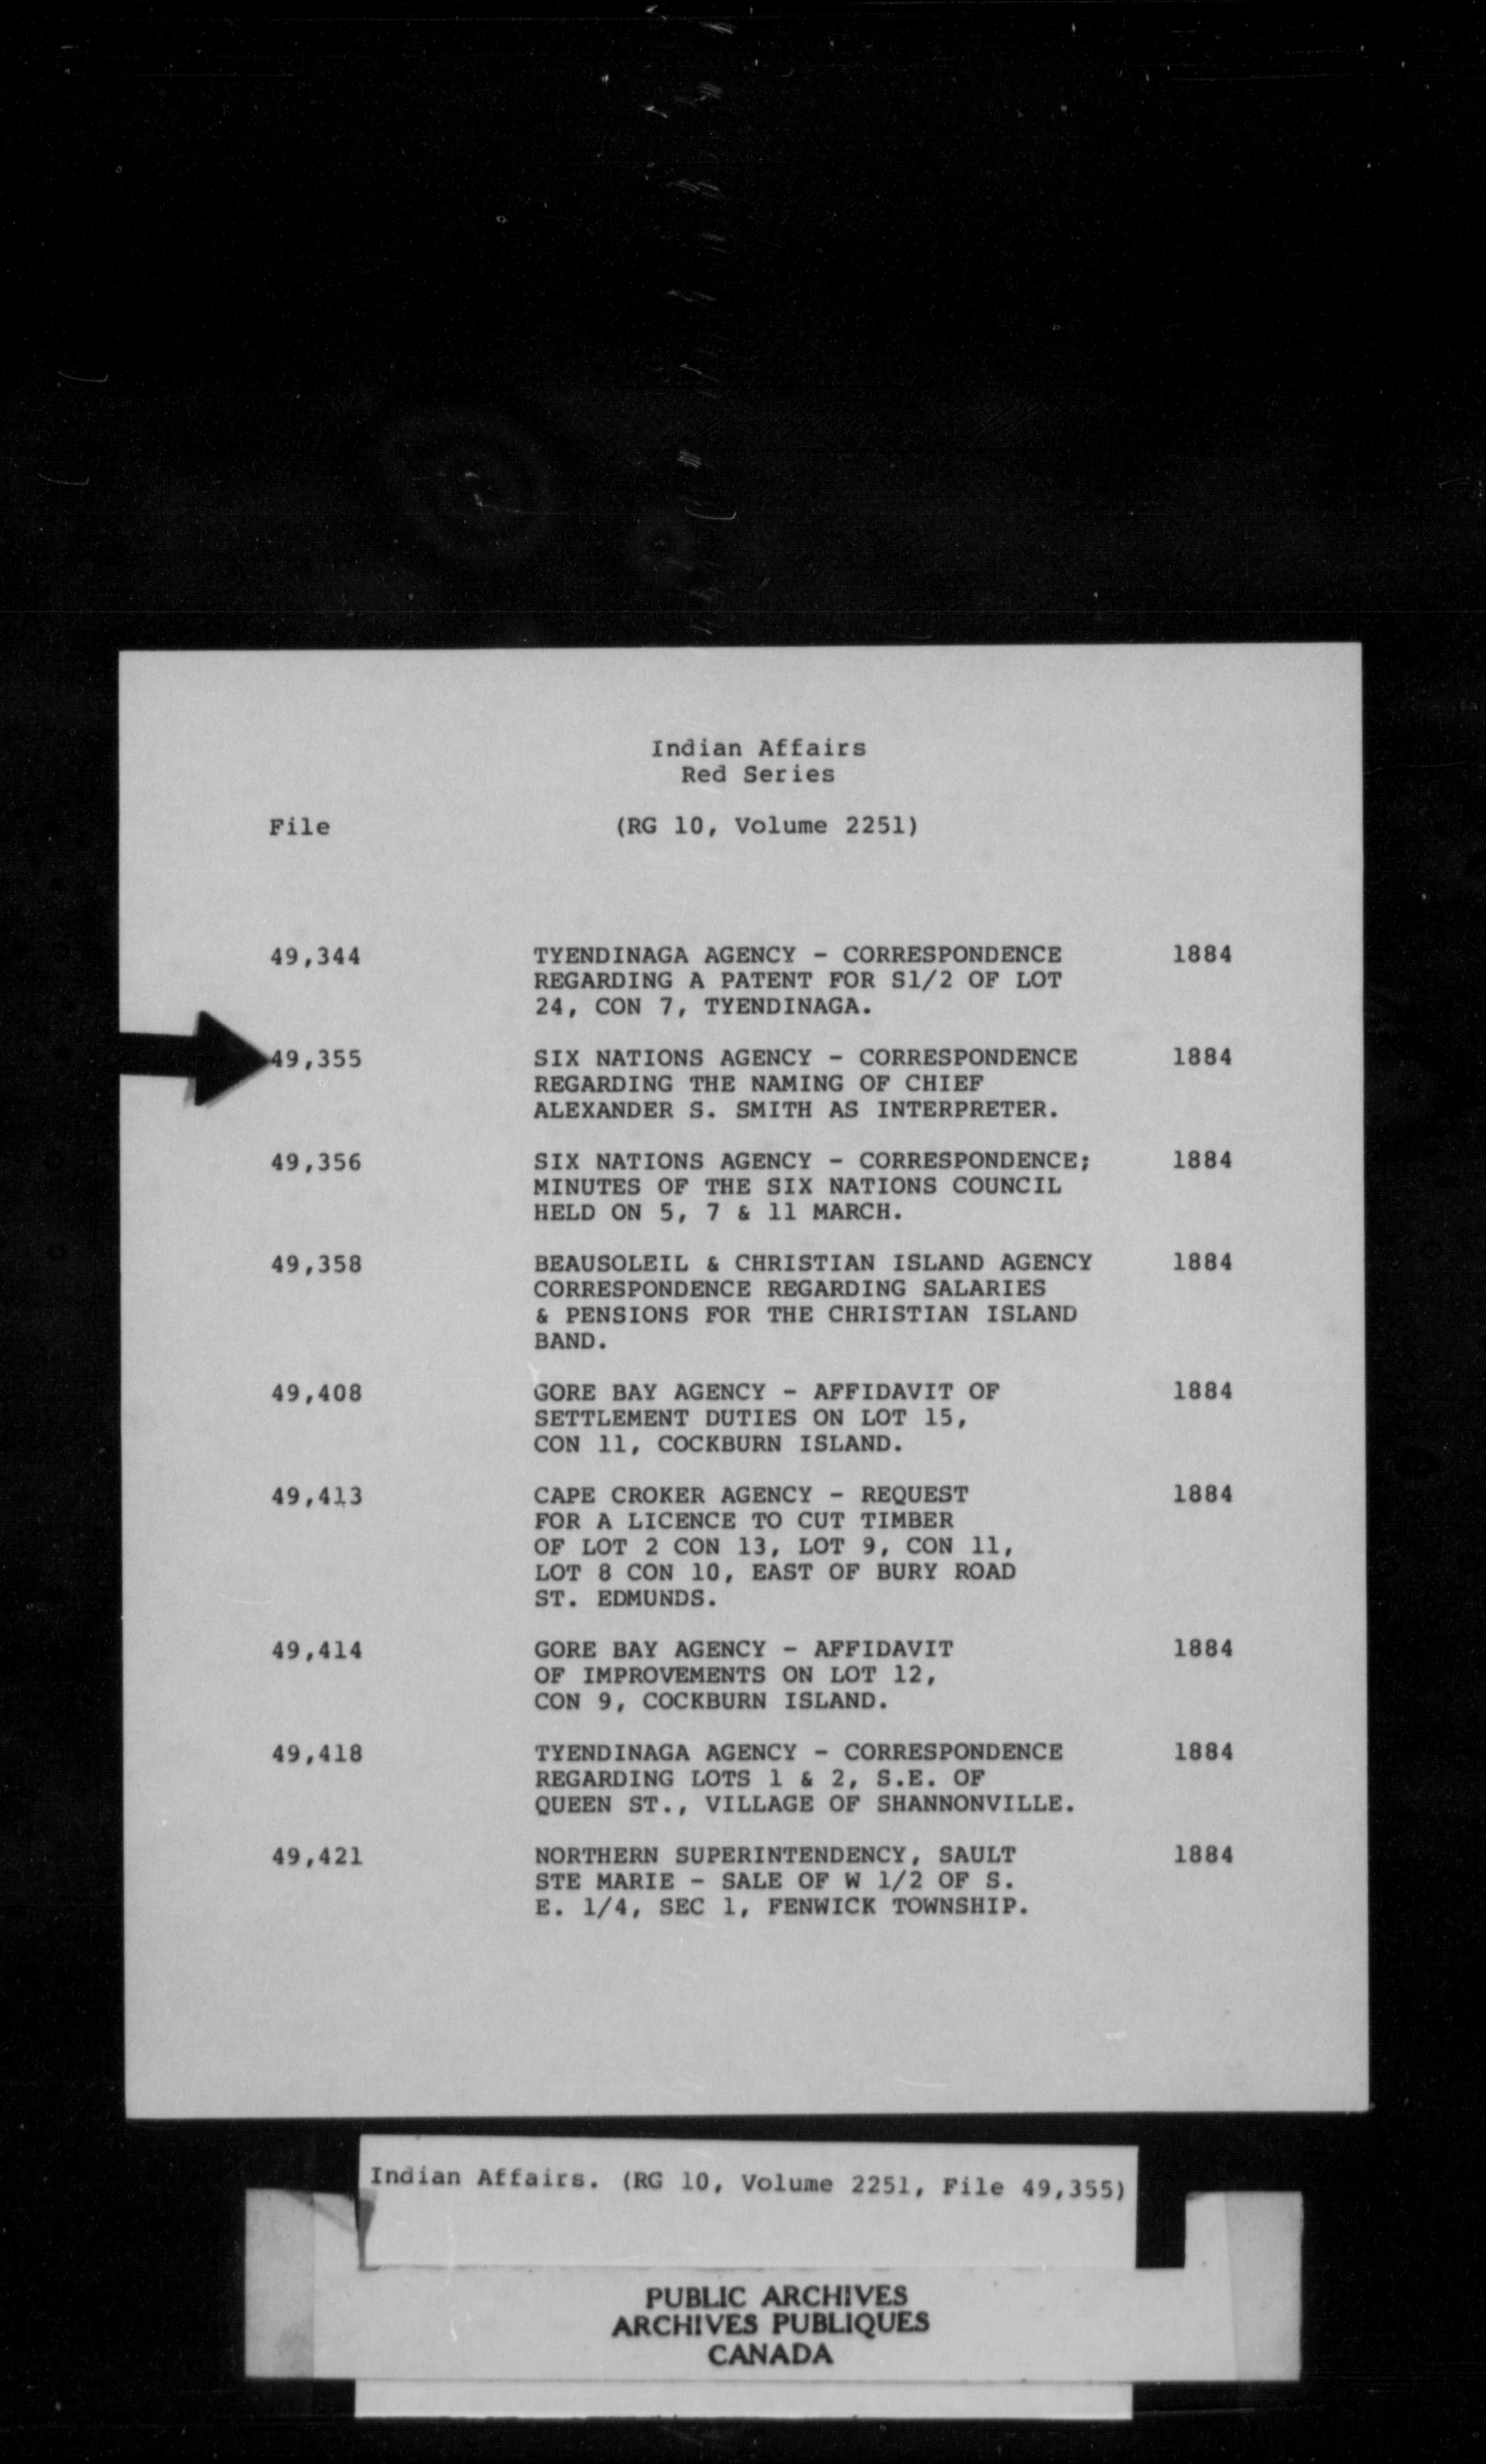 Indian Affairs
Red Series
File (RG 10, Volume 2251)
49,344 TYENDINAGA AGENCY - CORRESPONDENCE 1884
REGARDING A PATENT FOR S1/2 OF LOT
24, CON 7, TYENDINAGA.
49,355 SIX NATIONS AGENCY - CORRESPONDENCE 1884
REGARDING THE NAMING OF CHIEF
ALEXANDER S. SMITH AS INTERPRETER.
49,356 SIX NATIONS AGENCY - CORRESPONDENCE; 1884
MINUTES OF THE SIX NATIONS COUNCIL
HELD ON 5, 7 & 11 MARCH.
49,358 BEAUSOLEIL & CHRISTIAN ISLAND AGENCY 1884
CORRESPONDENCE REGARDING SALARIES
& PENSIONS FOR THE CHRISTIAN ISLAND
BAND.
49,408 GORE BAY AGENCY - AFFIDAVIT OF 1884
SETTLEMENT DUTIES ON LOT 15,
CON 11, COCKBURN ISLAND.
49,413 CAPE CROKER AGENCY - REQUEST 1884
FOR A LICENCE TO CUT TIMBER
OF LOT 2 CON 13, LOT 9, CON 11,
LOT 8 CON 10, EAST OF BURY ROAD
ST. EDMUNDS.
49,414 GORE BAY AGENCY - AFFIDAVIT 1884
OF IMPROVEMENTS ON LOT 12,
CON 9, COCKBURN ISLAND.
49,418 TYENDINAGA AGENCY - CORRESPONDENCE 1884
REGARDING LOTS 1 & 2, S.E. OF
QUEEN ST., VILLAGE OF SHANNONVILLE.
49,421 NORTHERN SUPERINTENDENCY, SAULT 1884
STE MARIE - SALE OF W 1/2 OF S.
E. 1/4, SEC 1, FENWICK TOWNSHIP.
Indian Affairs. (RG 10, Volume 2251, File 49,355)
PUBLIC ARCHIVES
ARCHIVES PUBLIQUES
CANADA